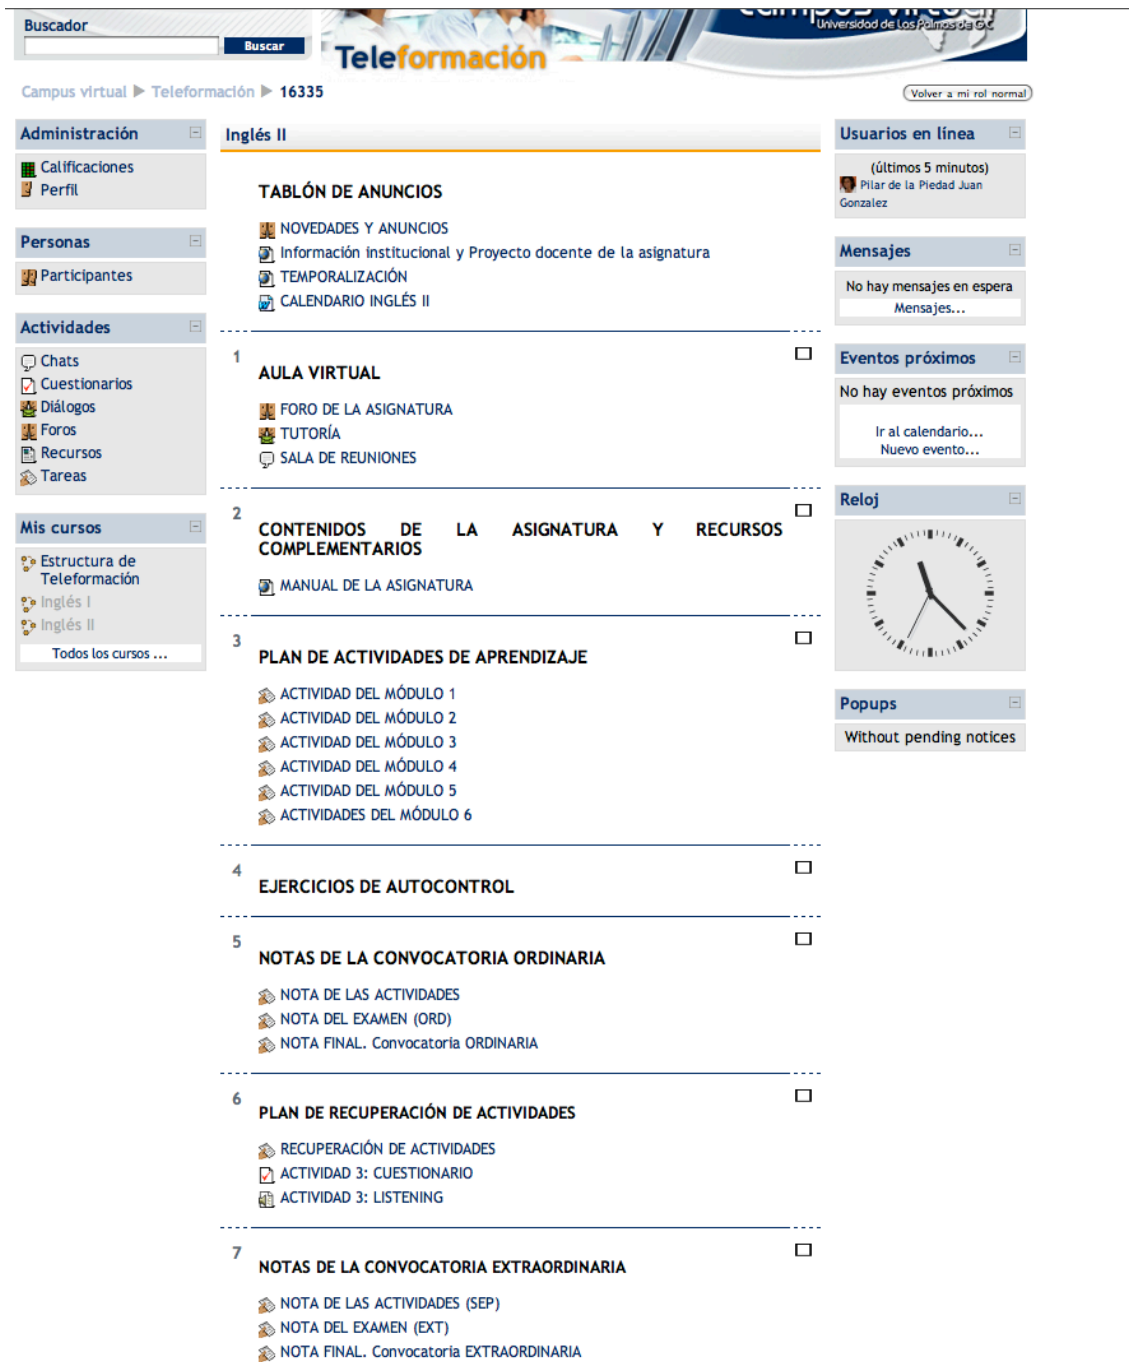 Buscador
Buscar
Teleformación
campus virtual
Universidad de Las Palmas de G.C.
Campus virtual ▶ Teleformación ▶ 16335
Volver a mi rol normal
Administración
Calificaciones
Perfil
Personas
Participantes
Actividades
Chats
Cuestionarios
Diálogos
Foros
Recursos
Tareas
Mis cursos
Estructura de
Teleformación
Inglés I
Inglés II
Todos los cursos ...
Inglés II
TABLÓN DE ANUNCIOS
NOVEDADES Y ANUNCIOS
Información institucional y Proyecto docente de la asignatura
TEMPORALIZACIÓN
CALENDARIO INGLÉS II
1
AULA VIRTUAL
FORO DE LA ASIGNATURA
TUTORÍA
SALA DE REUNIONES
2
CONTENIDOS DE LA ASIGNATURA Y RECURSOS
COMPLEMENTARIOS
MANUAL DE LA ASIGNATURA
3
PLAN DE ACTIVIDADES DE APRENDIZAJE
ACTIVIDAD DEL MÓDULO 1
ACTIVIDAD DEL MÓDULO 2
ACTIVIDAD DEL MÓDULO 3
ACTIVIDAD DEL MÓDULO 4
ACTIVIDAD DEL MÓDULO 5
ACTIVIDADES DEL MÓDULO 6
4
EJERCICIOS DE AUTOCONTROL
5
NOTAS DE LA CONVOCATORIA ORDINARIA
NOTA DE LAS ACTIVIDADES
NOTA DEL EXAMEN (ORD)
NOTA FINAL. Convocatoria ORDINARIA
6
PLAN DE RECUPERACIÓN DE ACTIVIDADES
RECUPERACIÓN DE ACTIVIDADES
ACTIVIDAD 3: CUESTIONARIO
ACTIVIDAD 3: LISTENING
7
NOTAS DE LA CONVOCATORIA EXTRAORDINARIA
NOTA DE LAS ACTIVIDADES (SEP)
NOTA DEL EXAMEN (EXT)
NOTA FINAL. Convocatoria EXTRAORDINARIA
Usuarios en línea
(últimos 5 minutos)
Pilar de la Piedad Juan
Gonzalez
Mensajes
No hay mensajes en espera
Mensajes...
Eventos próximos
No hay eventos próximos
Ir al calendario...
Nuevo evento...
Reloj
Popups
Without pending notices